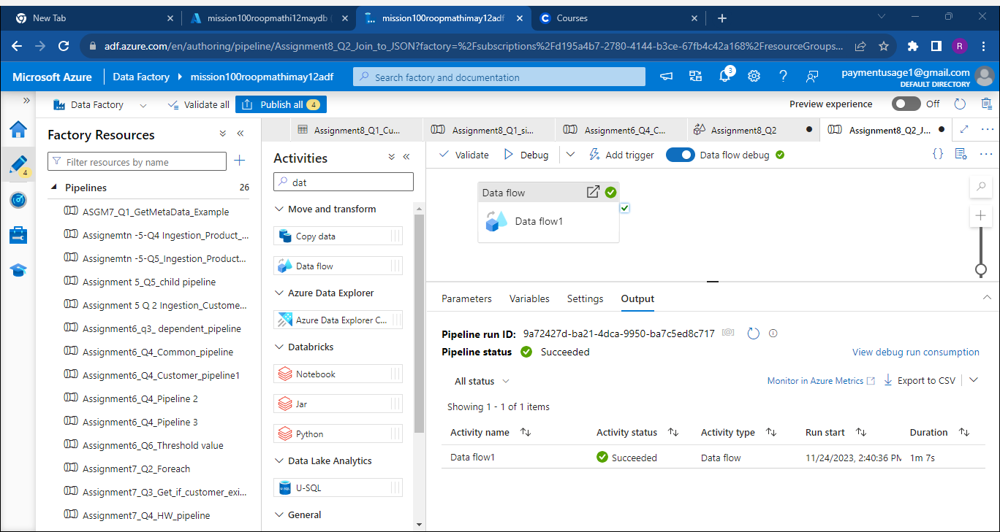 New Tab
mission100roopmathi12maydb (
mission100roopmathimay12adf
Courses
adf.azure.com/en/authoring/pipeline/Assignment8_Q2_Join_to_JSON?factory=%2Fsubscriptions%2Fd195a4b7-2780-4144-b3ce-67fb4c42a168%2FresourceGroups...
R
Microsoft Azure
Data Factory
mission100roopmathimay12adf
Search factory and documentation
3
paymentusage1@gmail.com
DEFAULT DIRECTORY
Data Factory
Validate all
Publish all 4
Preview experience
Off
4
Factory Resources
Filter resources by name
Pipelines 26
ASGM7_Q1_GetMetaData_Example
Assignemtn -5-Q4 Ingestion_Product_...
Assignemtn -5-Q5_Ingestion_Product...
Assignment 5_Q5_child pipeline
Assignment 5 Q 2 Ingestion_Custome...
Assignment6_q3_ dependent_pipeline
Assignment6_Q4_Common_pipeline
Assignment6_Q4_Customer_pipeline1
Assignment6_Q4_Pipeline 2
Assignment6_Q4_Pipeline 3
Assignment6_Q6_Threshold value
Assignment7_Q2_Foreach
Assignment7_Q3_Get_if_customer_exi...
Assignment7_Q4_HW_pipeline
Assignment8_Q1_Cu...
Assignment8_Q1_si...
Assignment6_Q4_C...
Assignment8_Q2
Assignment8_Q2_J...
Activities
dat
Move and transform
Copy data
Data flow
Azure Data Explorer
Azure Data Explorer C...
Databricks
Notebook
Jar
Python
Data Lake Analytics
U-SQL
General
Validate
Debug
Add trigger
Data flow debug
Data flow
Data flow1
Parameters
Variables
Settings
Output
Pipeline run ID: 9a72427d-ba21-4dca-9950-ba7c5ed8c717
Pipeline status Succeeded
View debug run consumption
All status
Monitor in Azure Metrics
Export to CSV
Showing 1 - 1 of 1 items
Activity name Activity status Activity type Run start Duration
Data flow1 Succeeded Data flow 11/24/2023, 2:40:36 PM 1m 7s